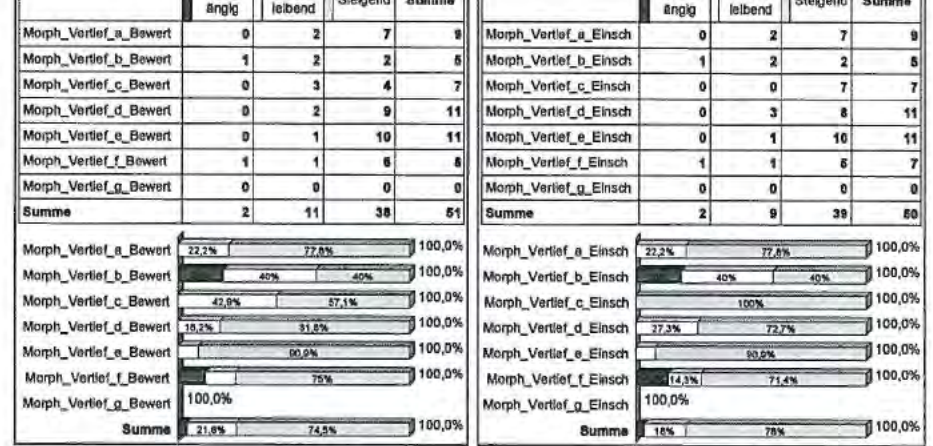 ängig leibend Steigend Summe
Morph_Vertief_a_Bewert 0 2 7 9
Morph_Vertief_b_Bewert 1 2 2 5
Morph_Vertief_c_Bewert 0 3 4 7
Morph_Vertief_d_Bewert 0 2 9 11
Morph_Vertief_e_Bewert 0 1 10 11
Morph_Vertief_f_Bewert 1 1 6 8
Morph_Vertief_g_Bewert 0 0 0 0
Summe 2 11 38 51
Morph_Vertief_a_Bewert 22,2% 77,8% 100,0%
Morph_Vertief_b_Bewert 40% 40% 100,0%
Morph_Vertief_c_Bewert 42,9% 57,1% 100,0%
Morph_Vertief_d_Bewert 18,2% 81,8% 100,0%
Morph_Vertief_e_Bewert 90,9% 100,0%
Morph_Vertief_f_Bewert 75% 100,0%
Morph_Vertief_g_Bewert 100,0%
Summe 21,6% 74,5% 100,0%
ängig leibend Steigend Summe
Morph_Vertief_a_Einsch 0 2 7 9
Morph_Vertief_b_Einsch 1 2 2 5
Morph_Vertief_c_Einsch 0 0 7 7
Morph_Vertief_d_Einsch 0 3 8 11
Morph_Vertief_e_Einsch 0 1 10 11
Morph_Vertief_f_Einsch 1 1 5 7
Morph_Vertief_g_Einsch 0 0 0 0
Summe 2 9 39 50
Morph_Vertief_a_Einsch 22,2% 77,8% 100,0%
Morph_Vertief_b_Einsch 40% 40% 100,0%
Morph_Vertief_c_Einsch 100% 100,0%
Morph_Vertief_d_Einsch 27,3% 72,7% 100,0%
Morph_Vertief_e_Einsch 90,9% 100,0%
Morph_Vertief_f_Einsch 14,3% 71,4% 100,0%
Morph_Vertief_g_Einsch 100,0%
Summe 18% 78% 100,0%